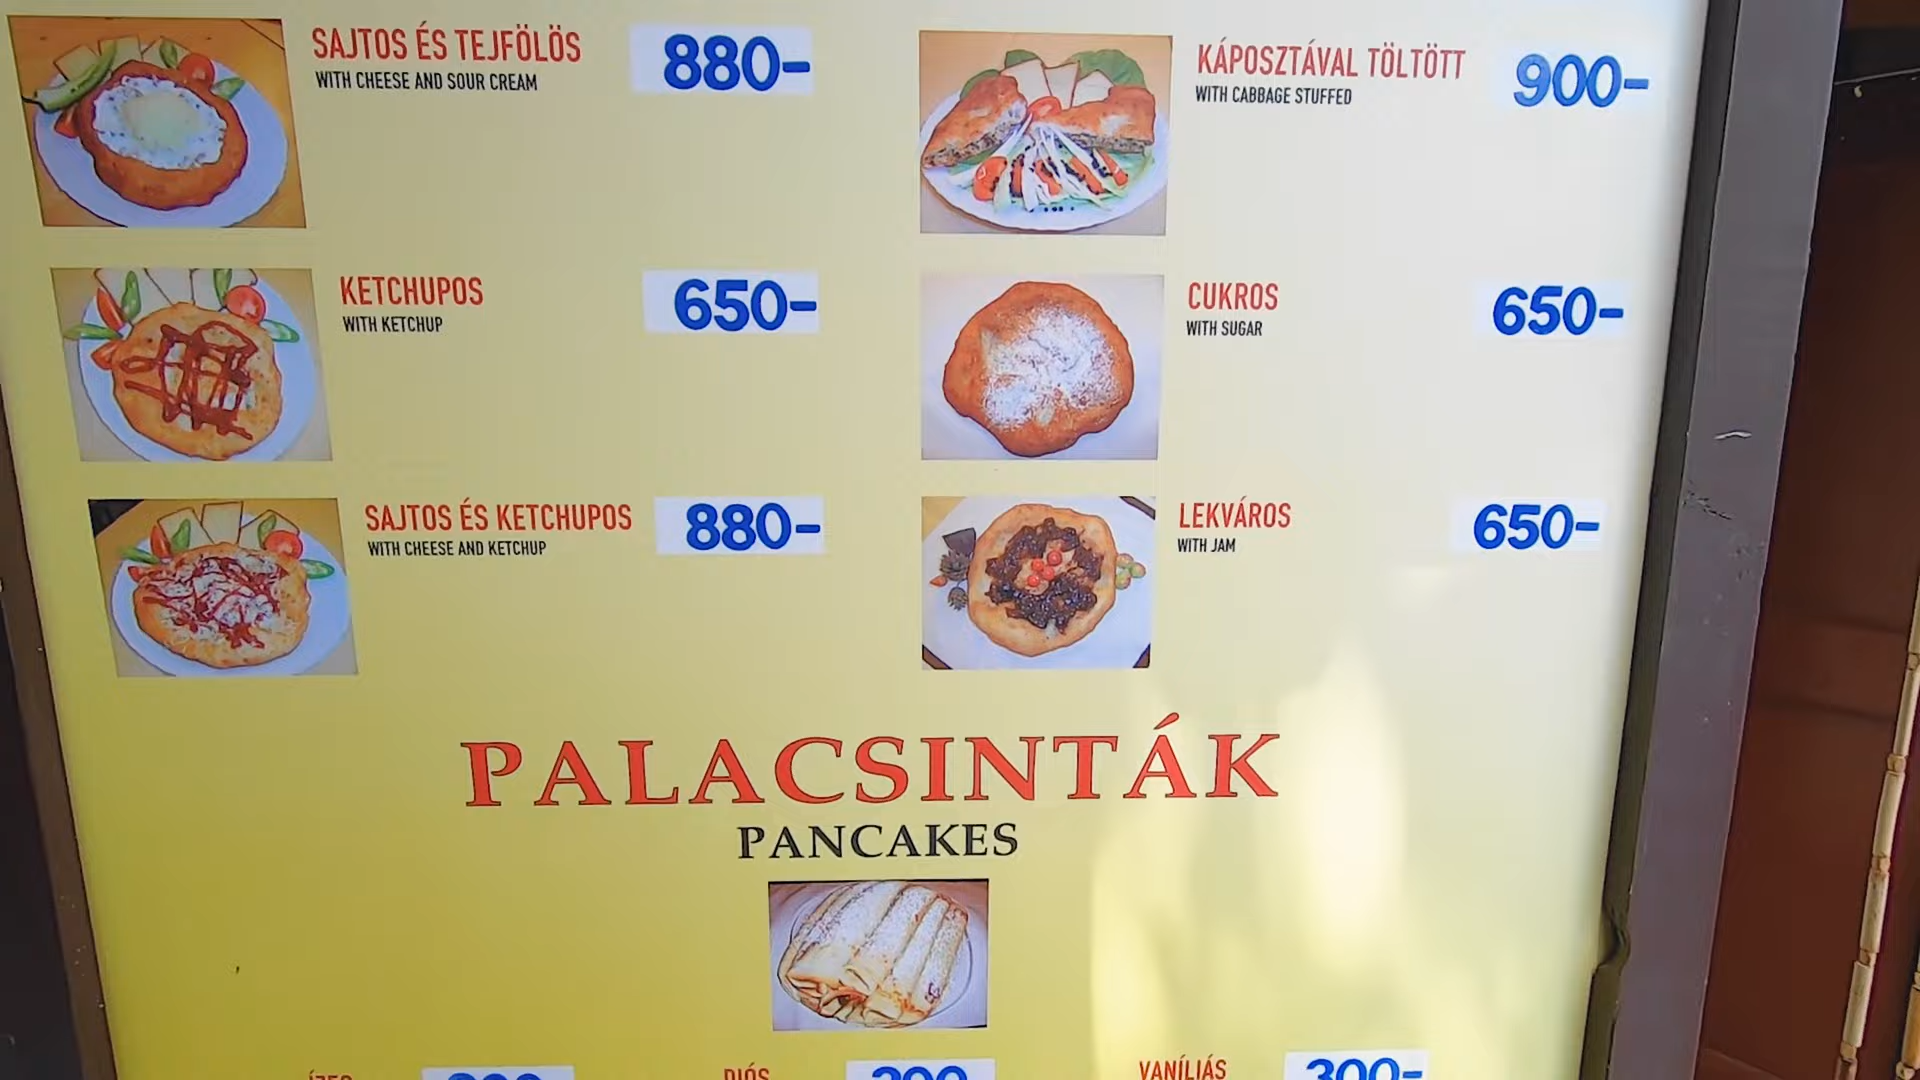 SAJTOS ÉS TEJFÖLÖS
WITH CHEESE AND SOUR CREAM
880-
KÁPOSZTÁVAL TÖLTÖTT
WITH CABBAGE STUFFED
900-
KETCHUPOS
WITH KETCHUP
650-
CUKROS
WITH SUGAR
650-
SAJTOS ÉS KETCHUPOS
WITH CHEESE AND KETCHUP
880-
LEKVÁROS
WITH JAM
650-
PALACSINTÁK
PANCAKES
DIÓS
VANÍLIÁS
300-